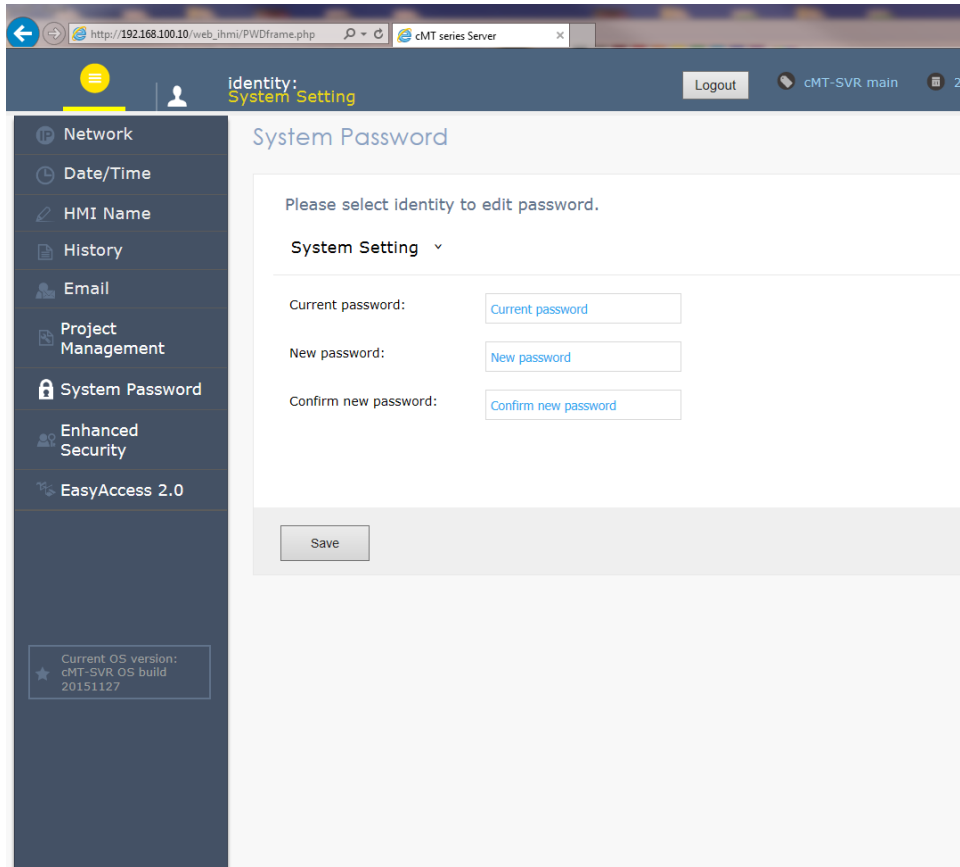 http://192.168.100.10/web_ihmi/PWDframe.php
cMT series Server
identity:
System Setting
Logout
cMT-SVR main
2
Network
Date/Time
HMI Name
History
Email
Project
Management
System Password
Enhanced
Security
EasyAccess 2.0
Current OS version:
cMT-SVR OS build
20151127
System Password
Please select identity to edit password.
System Setting
Current password:
Current password
New password:
New password
Confirm new password:
Confirm new password
Save